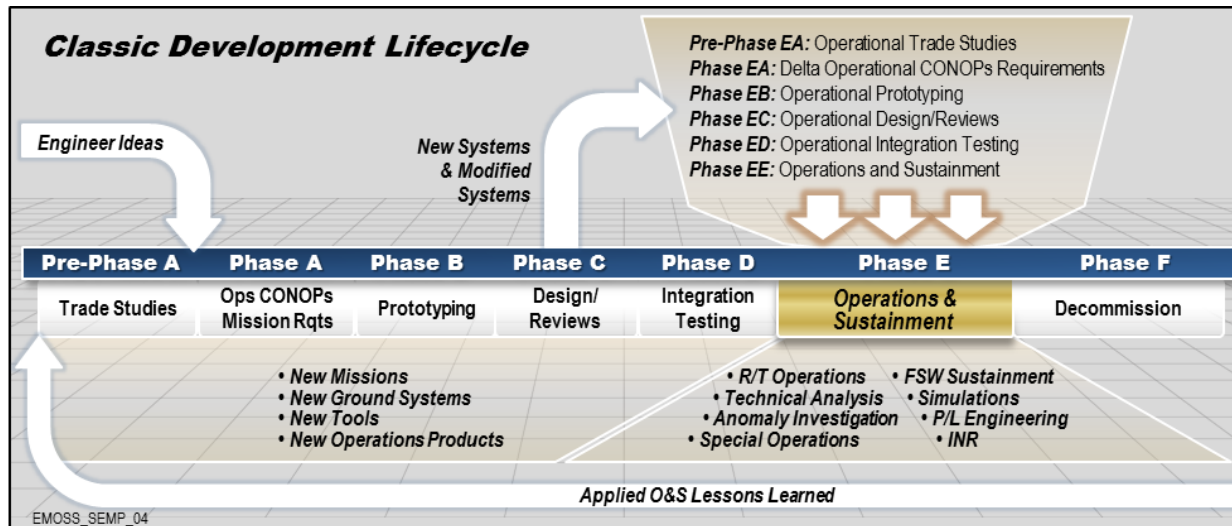 Classic Development Lifecycle
Pre-Phase EA: Operational Trade Studies
Phase EA: Delta Operational CONOPs Requirements
Phase EB: Operational Prototyping
Phase EC: Operational Design/Reviews
Phase ED: Operational Integration Testing
Phase EE: Operations and Sustainment
Engineer Ideas
New Systems
& Modified
Systems
Pre-Phase A
Phase A
Phase B
Phase C
Phase D
Phase E
Phase F
Trade Studies
Ops CONOPs
Mission Rqts
Prototyping
Design/
Reviews
Integration
Testing
Operations &
Sustainment
Decommission
• New Missions
• New Ground Systems
• New Tools
• New Operations Products
• R/T Operations
• Technical Analysis
• Anomaly Investigation
• Special Operations
• FSW Sustainment
• Simulations
• P/L Engineering
• INR
Applied O&S Lessons Learned
EMOSS_SEMP_04